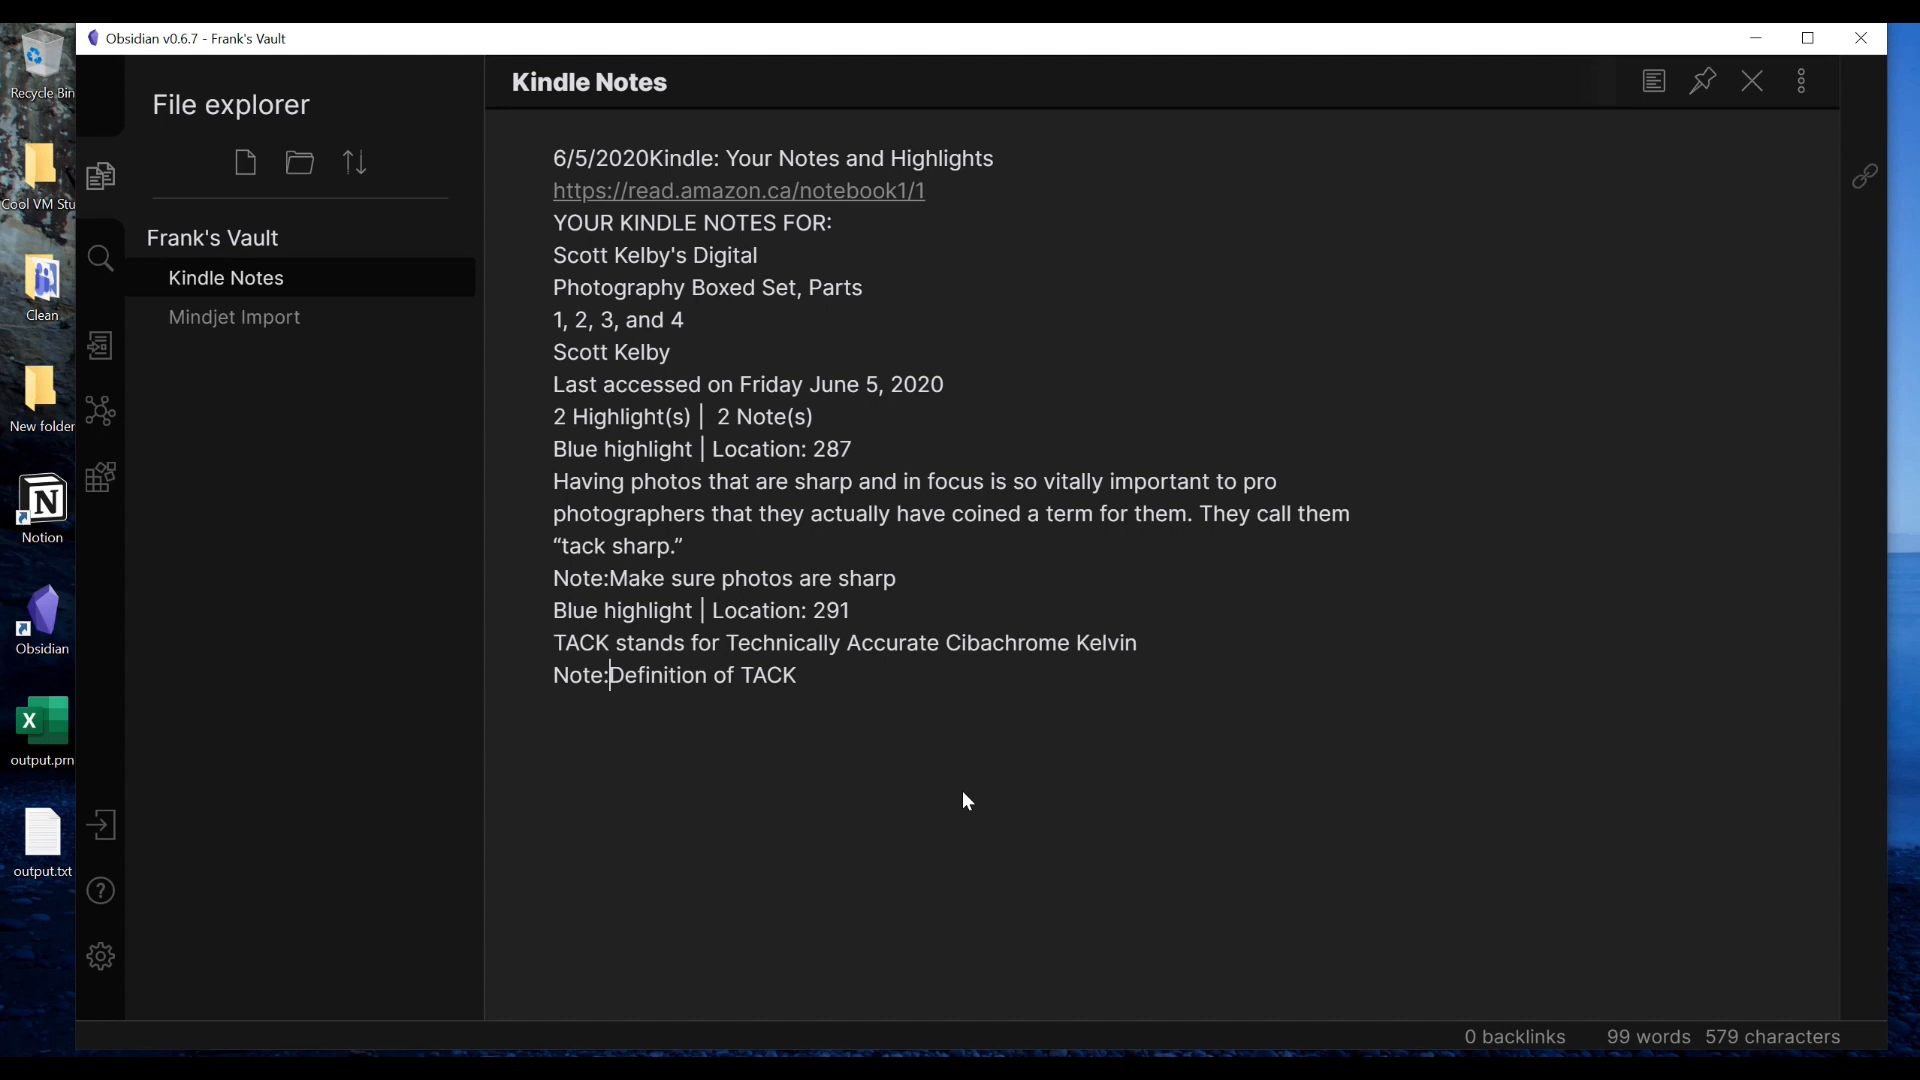 Obsidian v0.6.7 - Frank's Vault
Recycle Bin
Cool VM Stu
Clean
New folder
N
Notion
Obsidian
X
output.prn
output.txt
File explorer
Frank's Vault
Kindle Notes
Mindjet Import
Kindle Notes
6/5/2020Kindle: Your Notes and Highlights
https://read.amazon.ca/notebook1/1
YOUR KINDLE NOTES FOR:
Scott Kelby's Digital
Photography Boxed Set, Parts
1, 2, 3, and 4
Scott Kelby
Last accessed on Friday June 5, 2020
2 Highlight(s) | 2 Note(s)
Blue highlight | Location: 287
Having photos that are sharp and in focus is so vitally important to pro
photographers that they actually have coined a term for them. They call them
“tack sharp.”
Note:Make sure photos are sharp
Blue highlight | Location: 291
TACK stands for Technically Accurate Cibachrome Kelvin
Note:Definition of TACK
0 backlinks 99 words 579 characters